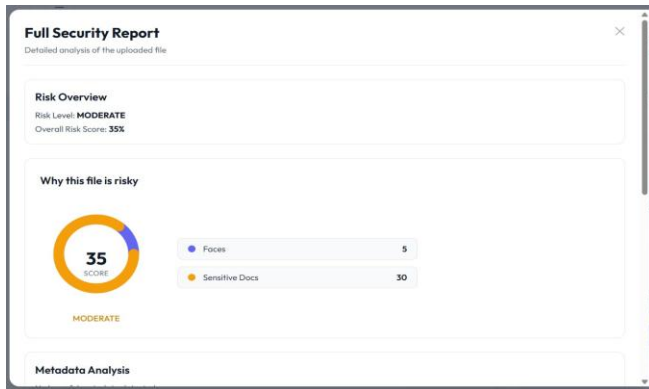 Full Security Report
Detailed analysis of the uploaded file
Risk Overview
Risk Level: MODERATE
Overall Risk Score: 35%
Why this file is risky
35
SCORE
MODERATE
Faces 5
Sensitive Docs 30
Metadata Analysis